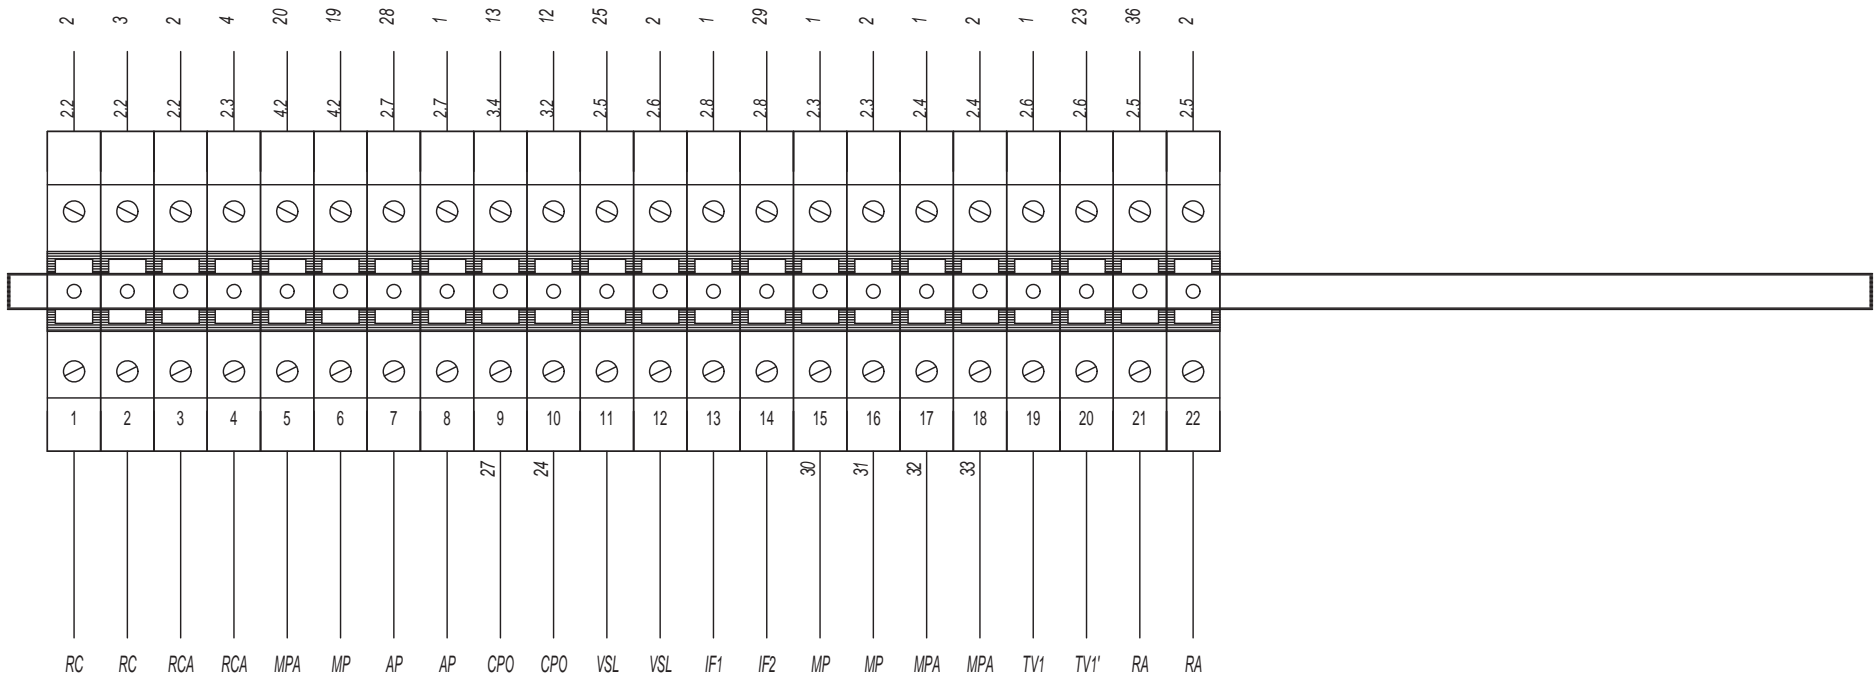 2 3 2 4 20 19 28 1 13 12 25 2 1 29 1 2 1 2 1 23 36 2
2.2 2.2 2.2 2.3 4.2 4.2 2.7 2.7 3.4 3.2 2.5 2.6 2.8 2.8 2.3 2.3 2.4 2.4 2.6 2.6 2.5 2.5
1 2 3 4 5 6 7 8 9 10 11 12 13 14 15 16 17 18 19 20 21 22
27 24 30 31 32 33
RC RC RCA RCA MPA MP AP AP CPO CPO VSL VSL IF1 IF2 MP MP MPA MPA TV1 TV1' RA RA